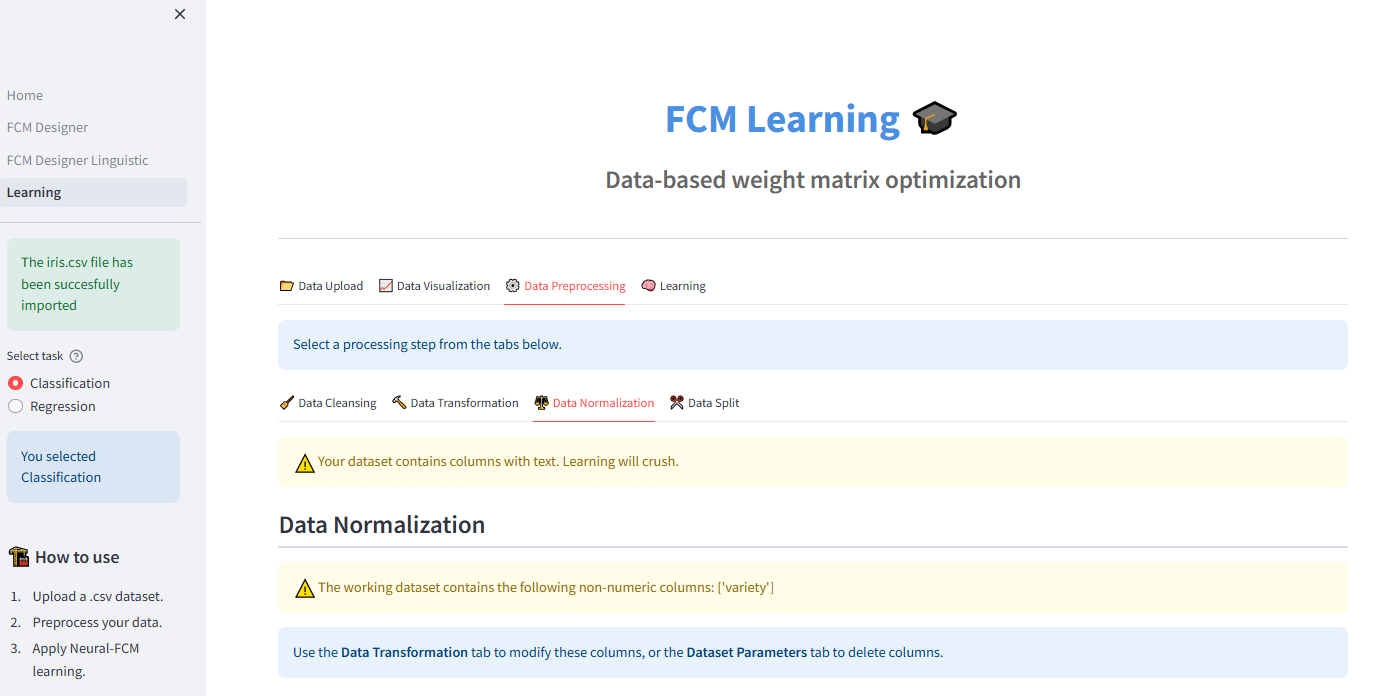 Home
FCM Designer
FCM Designer Linguistic
Learning
The iris.csv file has
been succesfully
imported
Select task
Classification
Regression
You selected
Classification
How to use
1. Upload a .csv dataset.
2. Preprocess your data.
3. Apply Neural-FCM
learning.
FCM Learning
Data-based weight matrix optimization
Data Upload Data Visualization Data Preprocessing Learning
Select a processing step from the tabs below.
Data Cleansing Data Transformation Data Normalization Data Split
Your dataset contains columns with text. Learning will crush.
Data Normalization
The working dataset contains the following non-numeric columns: ['variety']
Use the Data Transformation tab to modify these columns, or the Dataset Parameters tab to delete columns.